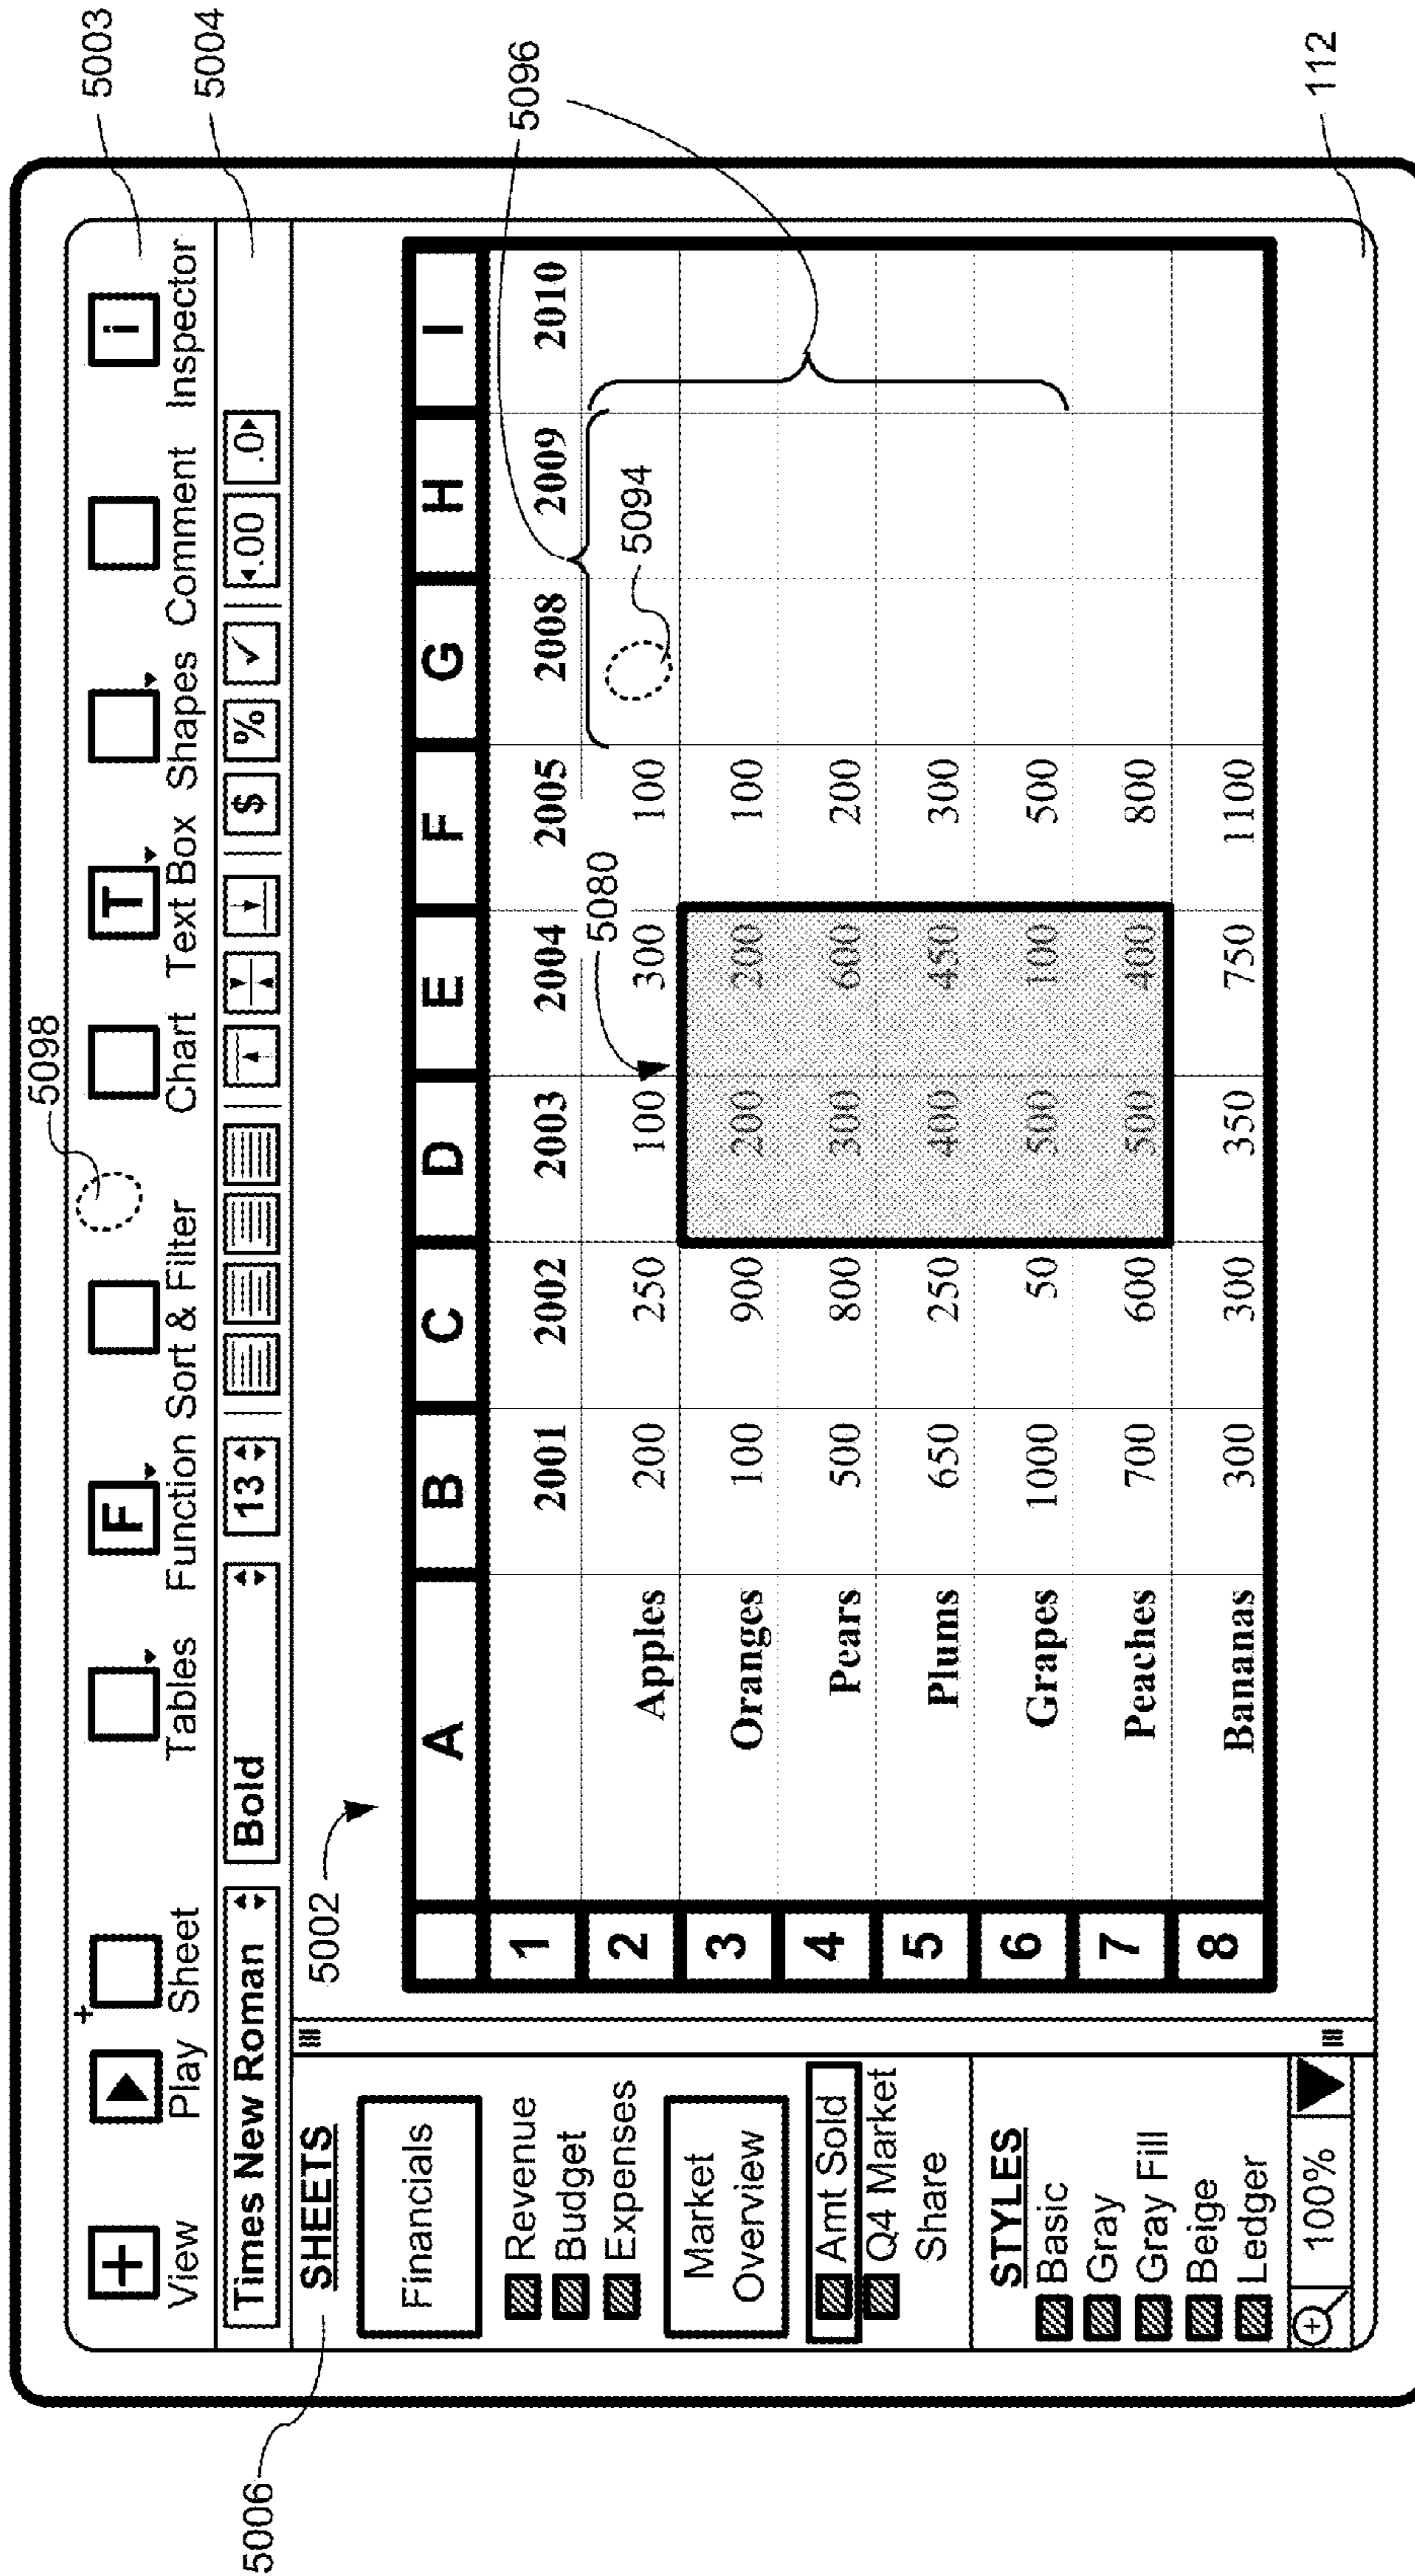 5098
5003
View Play Sheet Tables F Function Sort & Filter Chart T Text Box Shapes Comment i Inspector
5004
Times New Roman Bold 13 $ % ✓ .00 .0
5006
SHEETS
Financials
Revenue
Budget
Expenses
Market
Overview
Amt Sold
Q4 Market
Share
STYLES
Basic
Gray
Gray Fill
Beige
Ledger
100%
5002
5096
A B C D E F G H I
1 2001 2002 2003 2004 2005 2008 2009 2010
5080
5094
2 Apples 200 250 100 300 100
3 Oranges 100 900 200 200 100
4 Pears 500 800 300 600 200
5 Plums 650 250 400 450 300
6 Grapes 1000 50 500 100 500
7 Peaches 700 600 500 400 800
8 Bananas 300 300 350 750 1100
112